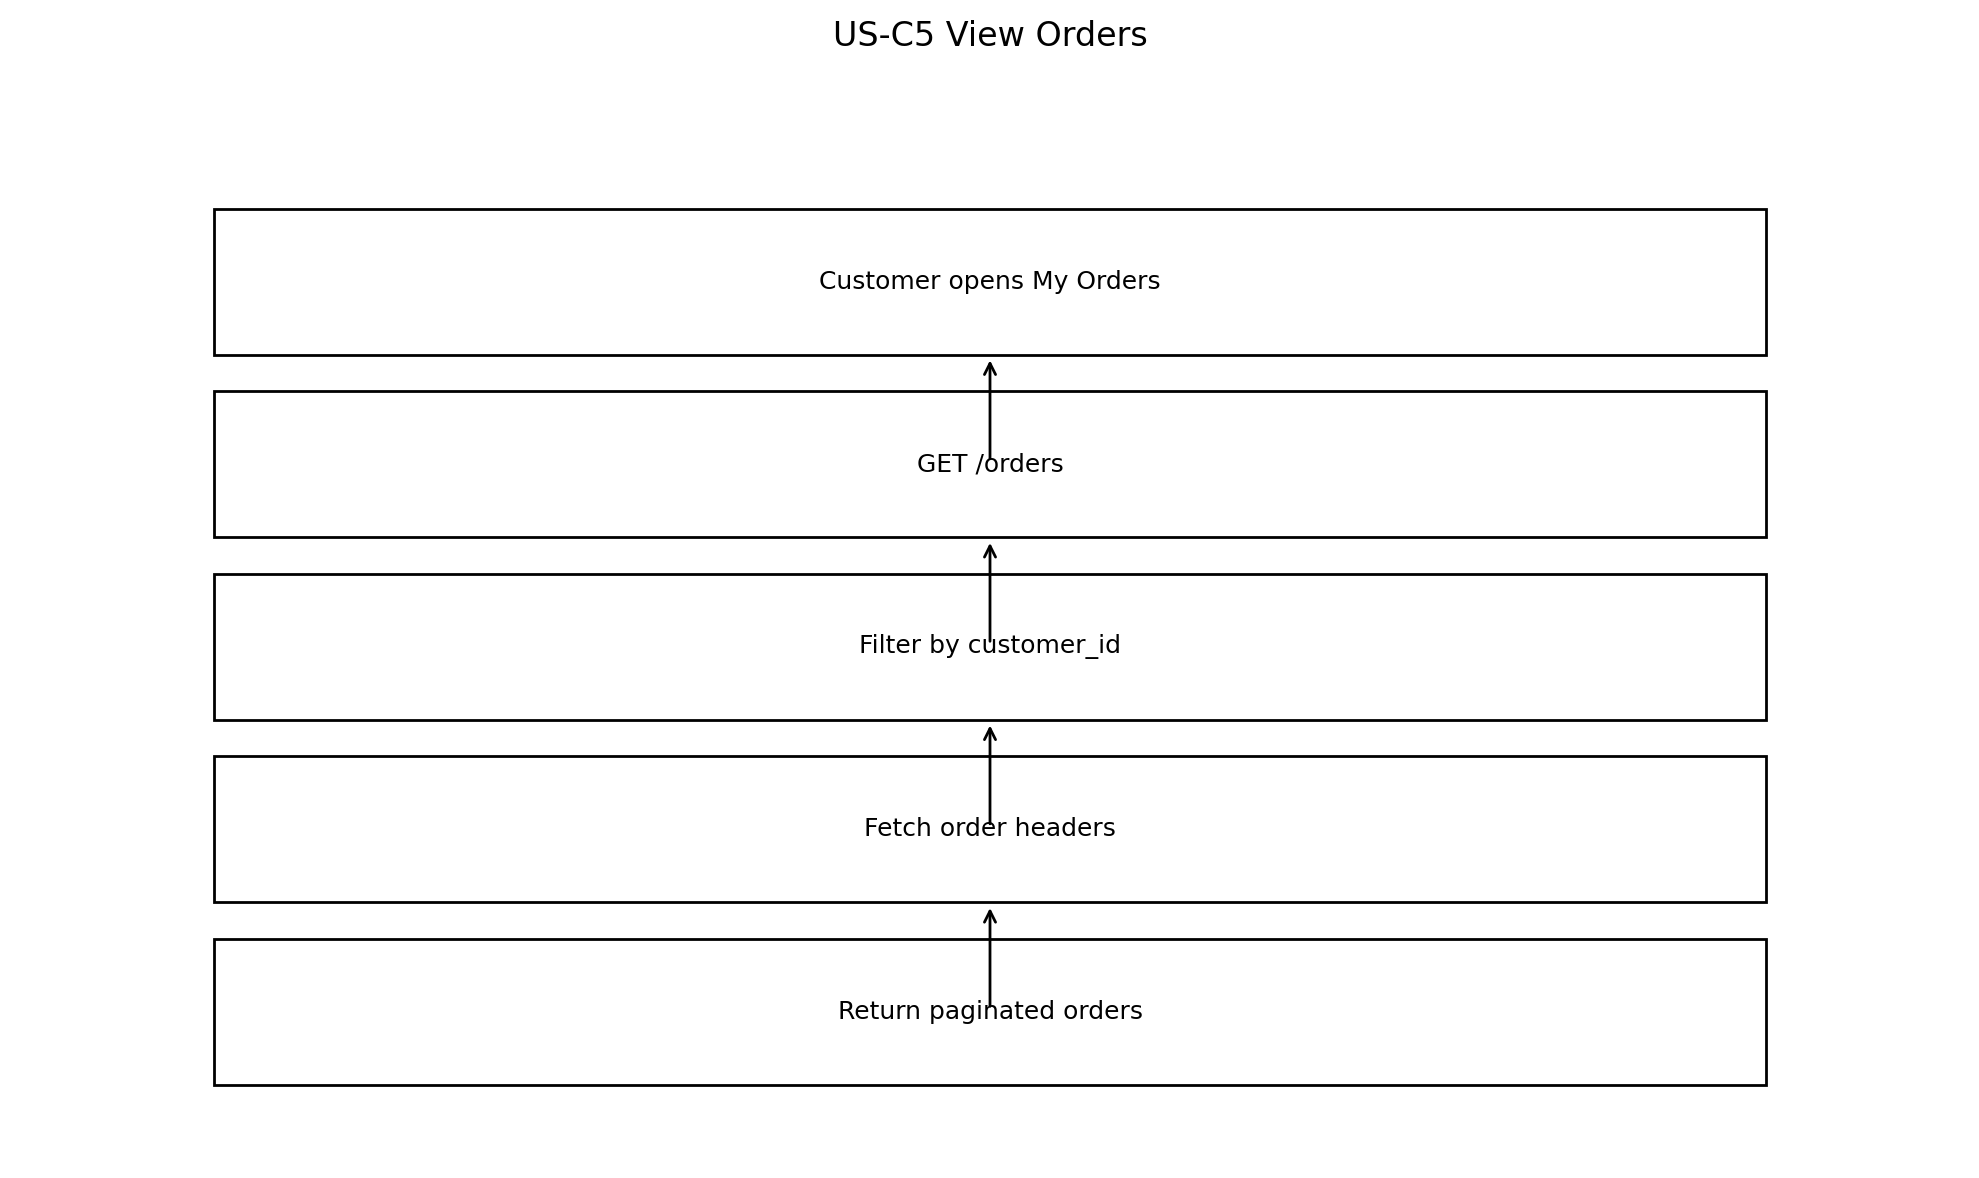 US-C5 View Orders
Customer opens My Orders
GET /orders
Filter by customer_id
Fetch order headers
Return paginated orders